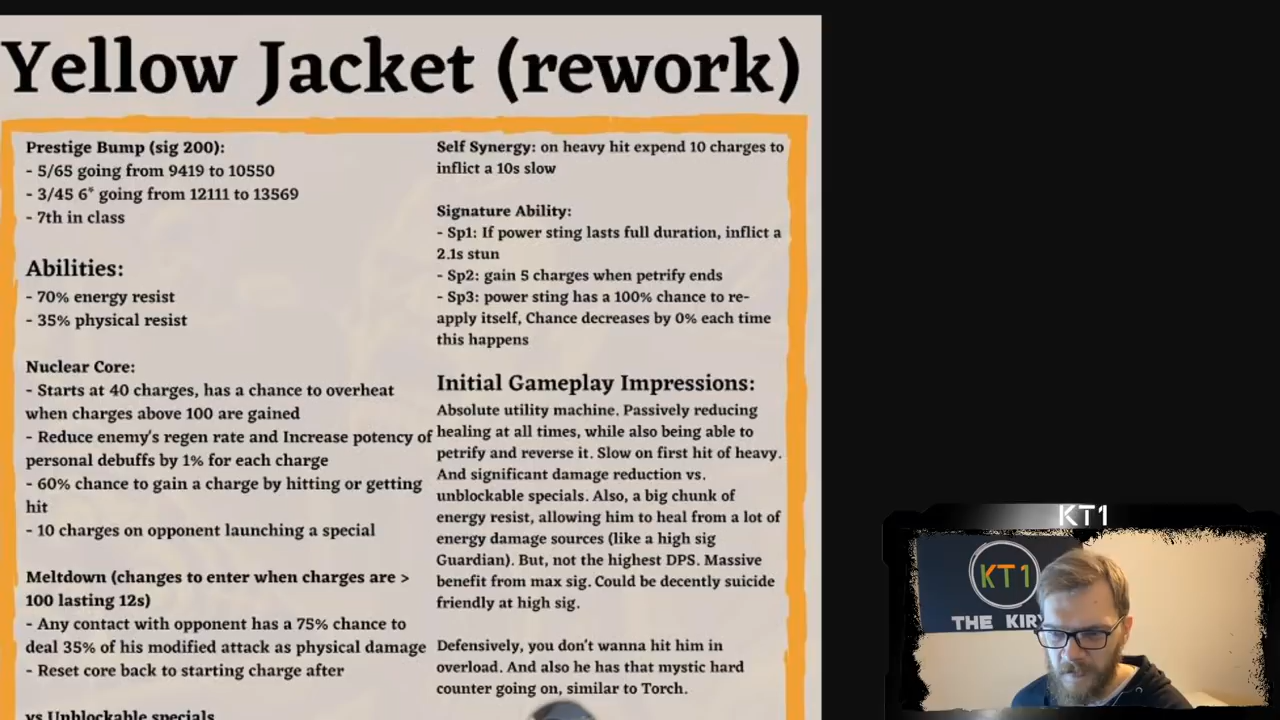 Yellow Jacket (rework)
Prestige Bump (sig 200):
- 5/65 going from 9419 to 10550
- 3/45 6* going from 12111 to 13569
- 7th in class
Abilities:
- 70% energy resist
- 35% physical resist
Nuclear Core:
- Starts at 40 charges, has a chance to overheat
when charges above 100 are gained
- Reduce enemy's regen rate and Increase potency of
personal debuffs by 1% for each charge
- 60% chance to gain a charge by hitting or getting
hit
- 10 charges on opponent launching a special
Meltdown (changes to enter when charges are >
100 lasting 12s)
- Any contact with opponent has a 75% chance to
deal 35% of his modified attack as physical damage
- Reset core back to starting charge after
vs Unblockable specials
Self Synergy: on heavy hit expend 10 charges to
inflict a 10s slow
Signature Ability:
- Sp1: If power sting lasts full duration, inflict a
2.1s stun
- Sp2: gain 5 charges when petrify ends
- Sp3: power sting has a 100% chance to re-
apply itself, Chance decreases by 0% each time
this happens
Initial Gameplay Impressions:
Absolute utility machine. Passively reducing
healing at all times, while also being able to
petrify and reverse it. Slow on first hit of heavy.
And significant damage reduction vs.
unblockable specials. Also, a big chunk of
energy resist, allowing him to heal from a lot of
energy damage sources (like a high sig
Guardian). But, not the highest DPS. Massive
benefit from max sig. Could be decently suicide
friendly at high sig.
Defensively, you don't wanna hit him in
overload. And also he has that mystic hard
counter going on, similar to Torch.
KT1
KT1
THE